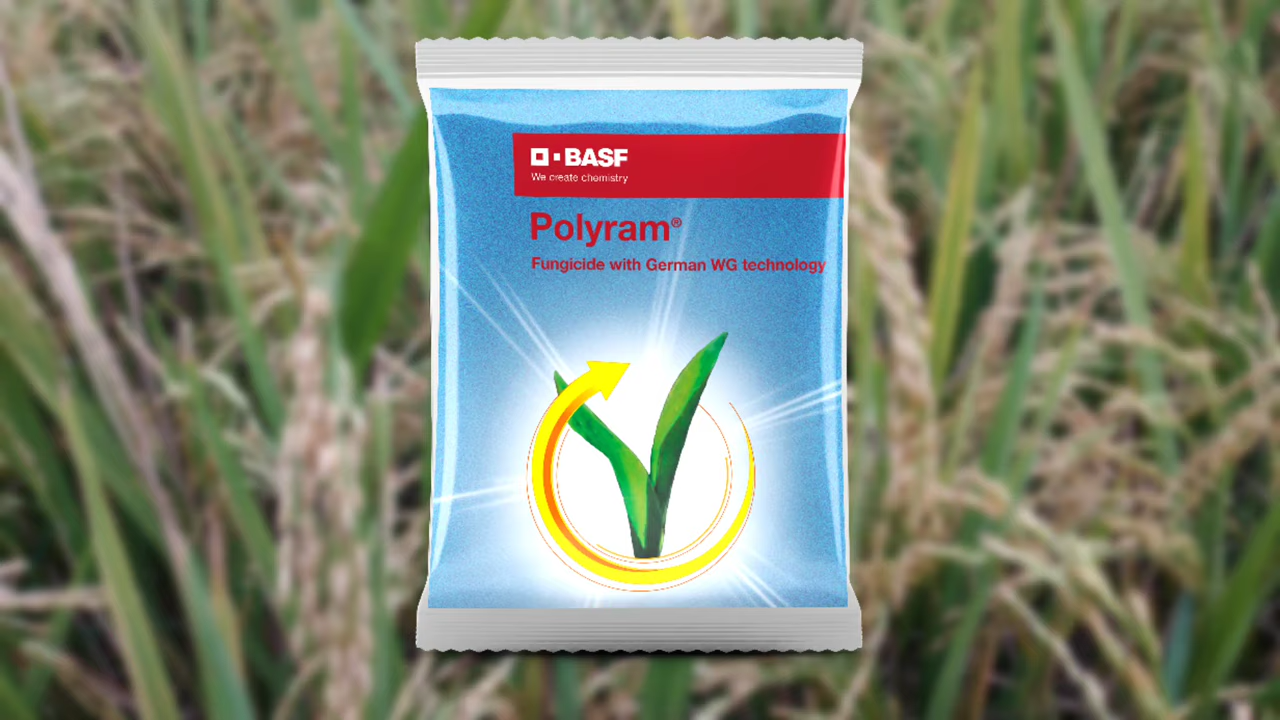 BASF
We create chemistry
Polyram®
Fungicide with German WG technology